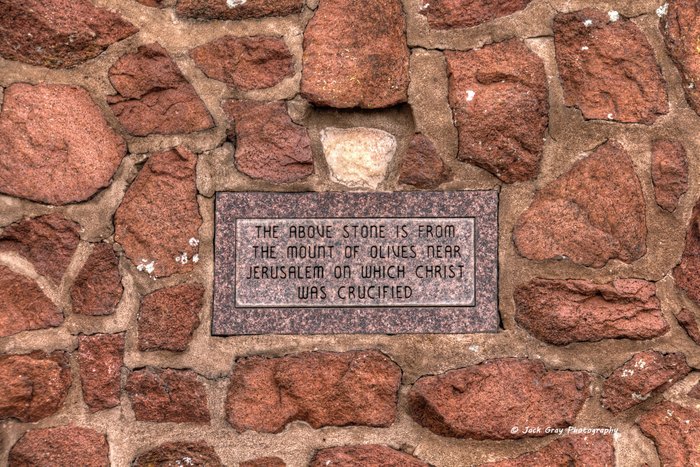 THE ABOVE STONE IS FROM
THE MOUNT OF OLIVES NEAR
JERUSALEM ON WHICH CHRIST
WAS CRUCIFIED
© Jack Gray Photography